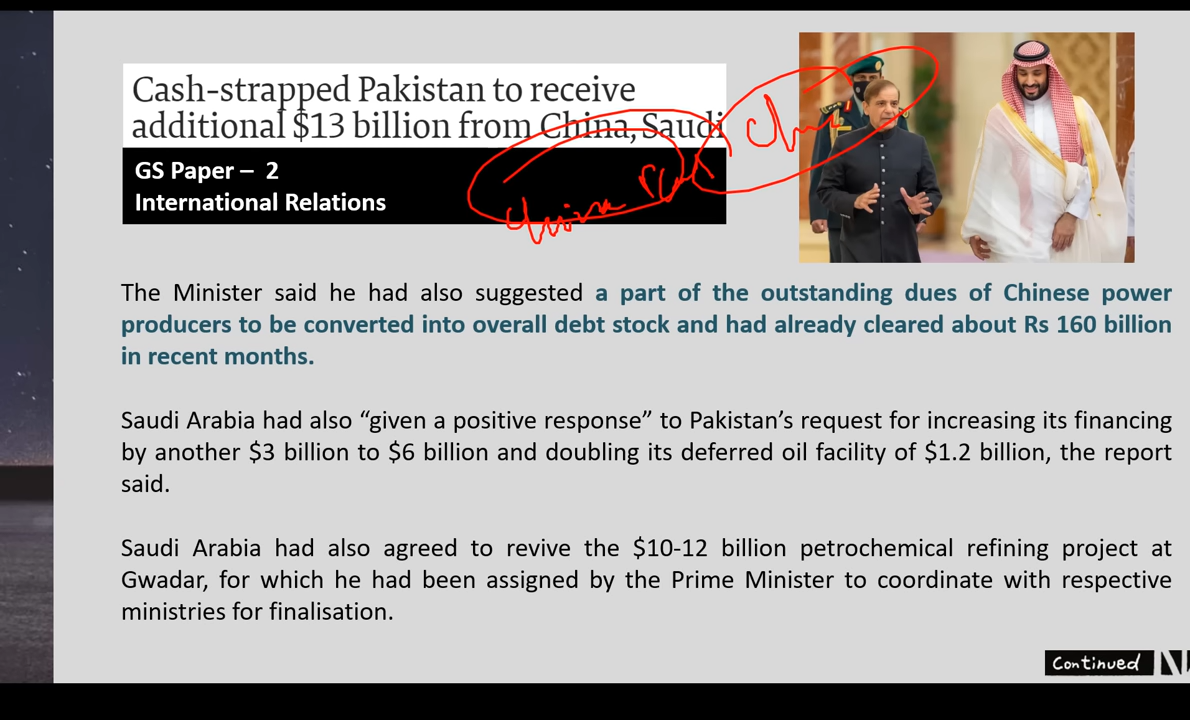 Cash-strapped Pakistan to receive
additional $13 billion from China, Saudi
GS Paper – 2
International Relations
China
The Minister said he had also suggested a part of the outstanding dues of Chinese power
producers to be converted into overall debt stock and had already cleared about Rs 160 billion
in recent months.
Saudi Arabia had also “given a positive response” to Pakistan’s request for increasing its financing
by another $3 billion to $6 billion and doubling its deferred oil facility of $1.2 billion, the report
said.
Saudi Arabia had also agreed to revive the $10-12 billion petrochemical refining project at
Gwadar, for which he had been assigned by the Prime Minister to coordinate with respective
ministries for finalisation.
Continued